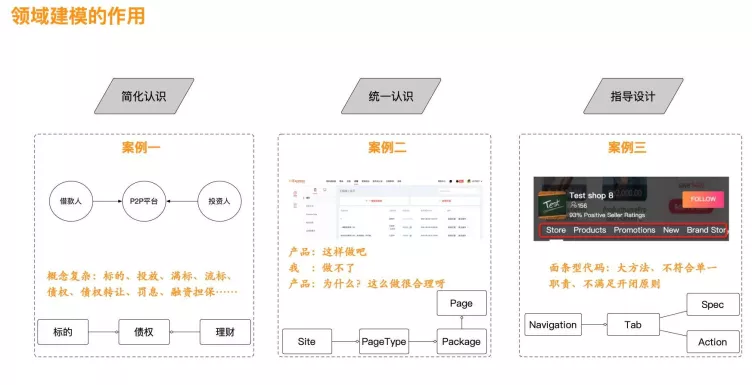 领域建模的作用
简化认识
统一认识
指导设计
案例一
借款人
P2P平台
投资人
概念复杂：标的、投放、满标、流标、
债权、债权转让、罚息、融资担保……
标的
债权
理财
案例二
产品：这样做吧
我 ：做不了
产品：为什么？这么做很合理呀
Page
Site
PageType
Package
案例三
Test shop 8
FOLLOW
158
93% Positive Seller Ratings
Store Products Promotions New Brand Stor
面条型代码：大方法、不符合单一
职责、不满足开闭原则
Spec
Navigation
Tab
Action